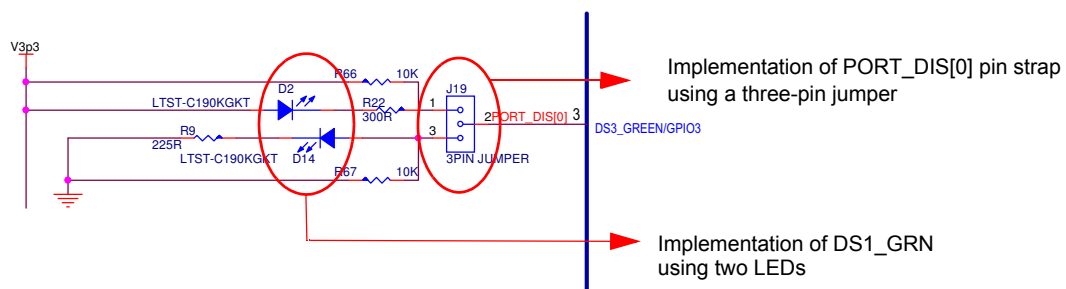 V3p3
R66 10K
D2
J19
LTST-C190KGKT
R22
300R
1
2
PORT_DIS[0]
3
DS3_GREEN/GPIO3
R9
225R
3
LTST-C190KGKT
D14
3PIN JUMPER
R67 10K
Implementation of PORT_DIS[0] pin strap
using a three-pin jumper
Implementation of DS1_GRN
using two LEDs